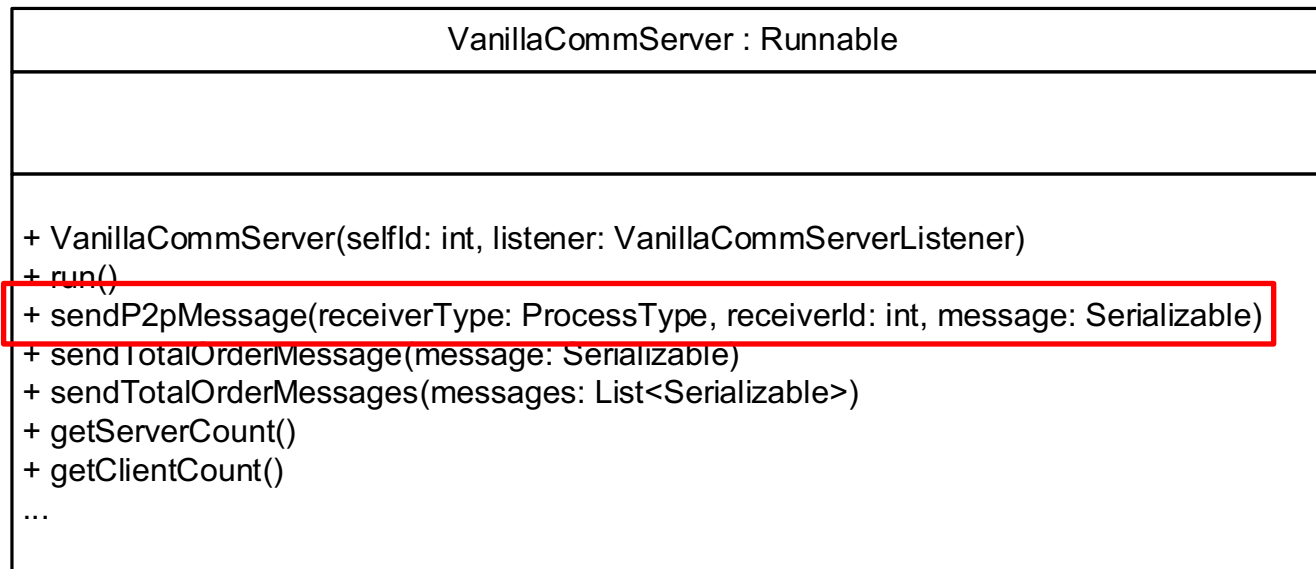 VanillaCommServer : Runnable
+ VanillaCommServer(selfId: int, listener: VanillaCommServerListener)
+ run()
+ sendP2pMessage(receiverType: ProcessType, receiverId: int, message: Serializable)
+ sendTotalOrderMessage(message: Serializable)
+ sendTotalOrderMessages(messages: List<Serializable>)
+ getServerCount()
+ getClientCount()
...